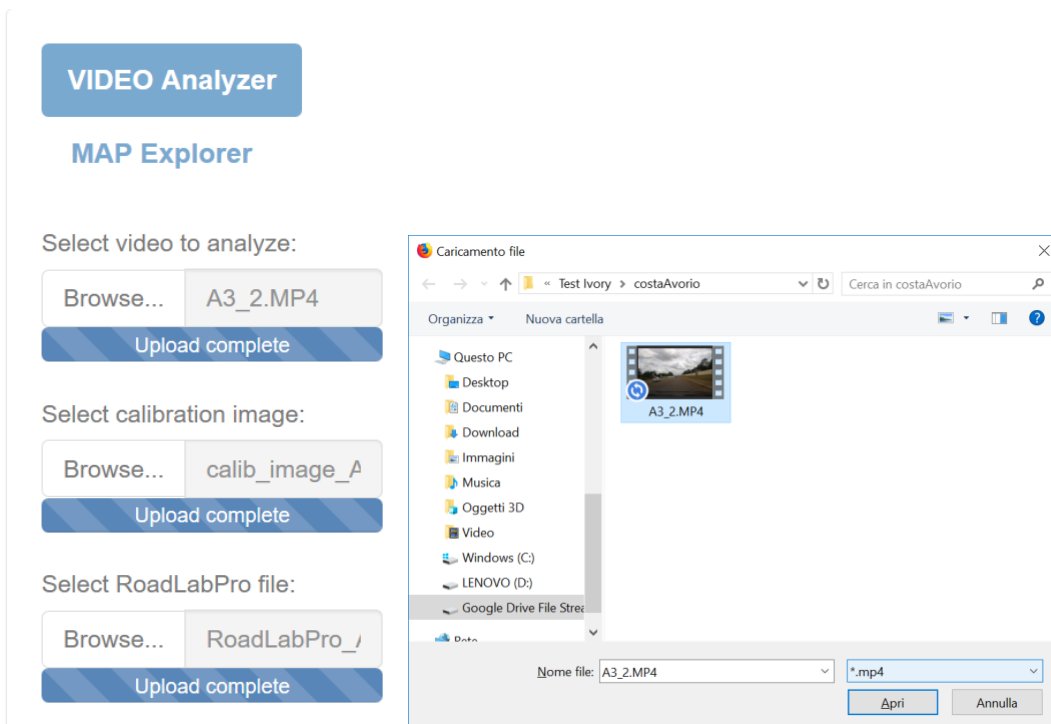 VIDEO Analyzer
MAP Explorer
Select video to analyze:
Browse... A3_2.MP4
Upload complete
Select calibration image:
Browse... calib_image_A
Upload complete
Select RoadLabPro file:
Browse... RoadLabPro_
Upload complete
Caricamento file
« Test Ivory > costaAvorio
Cerca in costaAvorio
Organizza
Nuova cartella
Questo PC
Desktop
Documenti
Download
Immagini
Musica
Oggetti 3D
Video
Windows (C:)
LENOVO (D:)
Google Drive File Strea
Rete
A3_2.MP4
Nome file: A3_2.MP4
*.mp4
Apri
Annulla